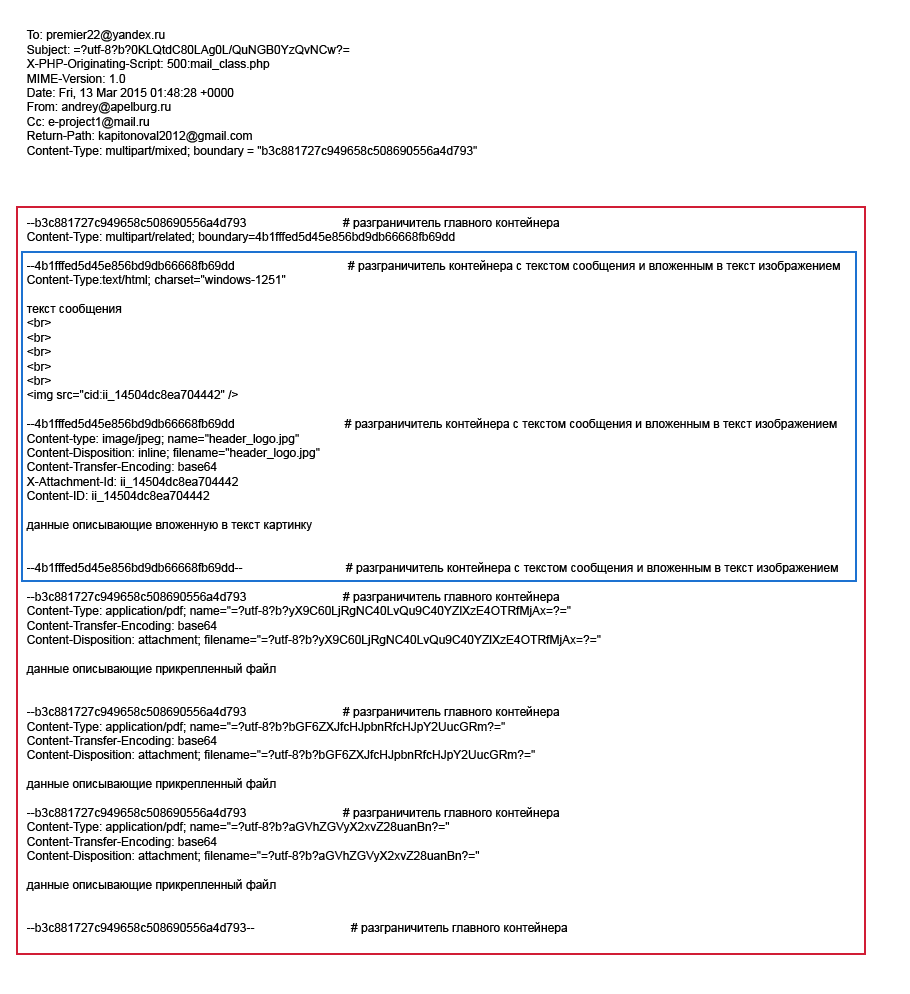 To: premier22@yandex.ru
Subject: =?utf-8?b?0KLQtdC80LAg0L/QuNGB0YzQvNCw?=
X-PHP-Originating-Script: 500:mail_class.php
MIME-Version: 1.0
Date: Fri, 13 Mar 2015 01:48:28 +0000
From: andrey@apelburg.ru
Cc: e-project1@mail.ru
Return-Path: kapitonoval2012@gmail.com
Content-Type: multipart/mixed; boundary = "b3c881727c949658c508690556a4d793"
--b3c881727c949658c508690556a4d793 # разграничитель главного контейнера
Content-Type: multipart/related; boundary=4b1fffed5d45e856bd9db66668fb69dd
--4b1fffed5d45e856bd9db66668fb69dd # разграничитель контейнера с текстом сообщения и вложенным в текст изображением
Content-Type:text/html; charset="windows-1251"
текст сообщения
<br>
<br>
<br>
<br>
<br>
<img src="cid:ii_14504dc8ea704442" />
--4b1fffed5d45e856bd9db66668fb69dd # разграничитель контейнера с текстом сообщения и вложенным в текст изображением
Content-type: image/jpeg; name="header_logo.jpg"
Content-Disposition: inline; filename="header_logo.jpg"
Content-Transfer-Encoding: base64
X-Attachment-Id: ii_14504dc8ea704442
Content-ID: ii_14504dc8ea704442
данные описывающие вложенную в текст картинку
--4b1fffed5d45e856bd9db66668fb69dd-- # разграничитель контейнера с текстом сообщения и вложенным в текст изображением
--b3c881727c949658c508690556a4d793 # разграничитель главного контейнера
Content-Type: application/pdf; name="=?utf-8?b?yX9C60LjRgNC40LvQu9C40YZlXzE4OTRfMjAx=?="
Content-Transfer-Encoding: base64
Content-Disposition: attachment; filename="=?utf-8?b?yX9C60LjRgNC40LvQu9C40YZlXzE4OTRfMjAx=?="
данные описывающие прикрепленный файл
--b3c881727c949658c508690556a4d793 # разграничитель главного контейнера
Content-Type: application/pdf; name="=?utf-8?b?bGF6ZXJfcHJpbnRfcHJpY2UucGRm?="
Content-Transfer-Encoding: base64
Content-Disposition: attachment; filename="=?utf-8?b?bGF6ZXJfcHJpbnRfcHJpY2UucGRm?="
данные описывающие прикрепленный файл
--b3c881727c949658c508690556a4d793 # разграничитель главного контейнера
Content-Type: application/pdf; name="=?utf-8?b?aGVhZGVyX2xvZ28uanBn?="
Content-Transfer-Encoding: base64
Content-Disposition: attachment; filename="=?utf-8?b?aGVhZGVyX2xvZ28uanBn?="
данные описывающие прикрепленный файл
--b3c881727c949658c508690556a4d793-- # разграничитель главного контейнера